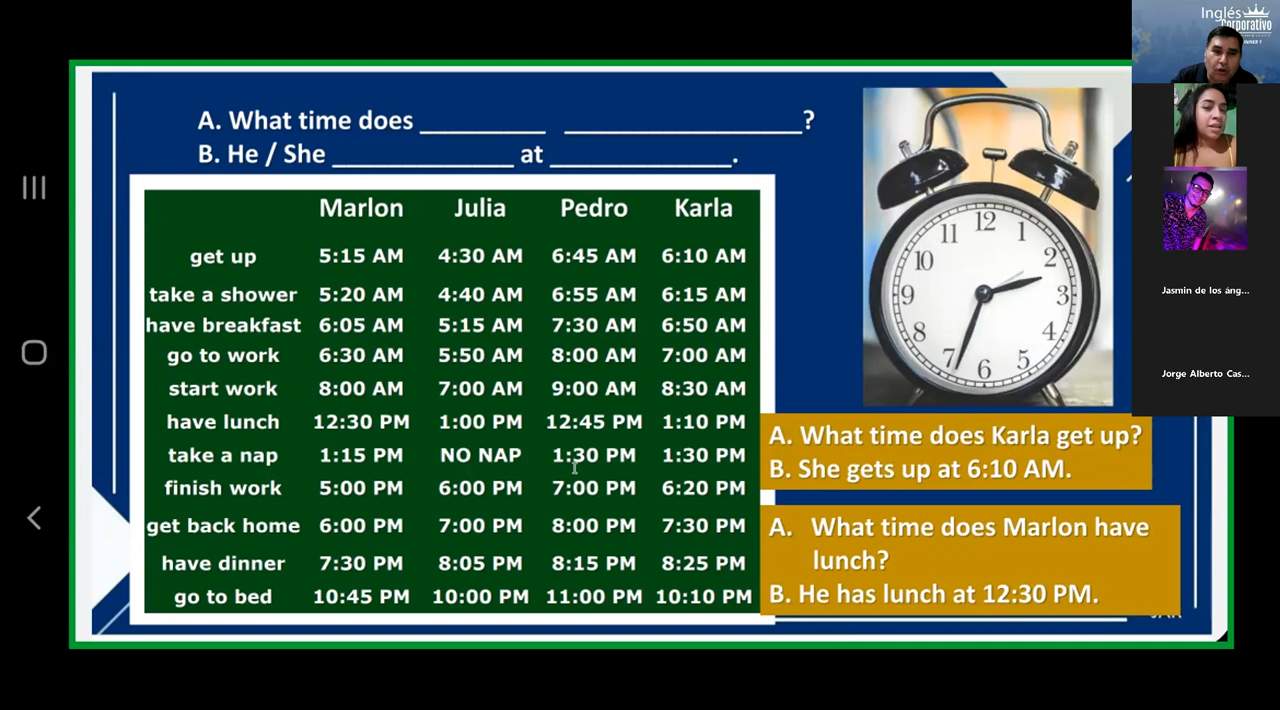 Inglés
Corporativo
A. What time does _________ _________________?
B. He / She _____________ at _____________.
Marlon Julia Pedro Karla
get up 5:15 AM 4:30 AM 6:45 AM 6:10 AM
take a shower 5:20 AM 4:40 AM 6:55 AM 6:15 AM
have breakfast 6:05 AM 5:15 AM 7:30 AM 6:50 AM
go to work 6:30 AM 5:50 AM 8:00 AM 7:00 AM
start work 8:00 AM 7:00 AM 9:00 AM 8:30 AM
have lunch 12:30 PM 1:00 PM 12:45 PM 1:10 PM
take a nap 1:15 PM NO NAP 1:30 PM 1:30 PM
finish work 5:00 PM 6:00 PM 7:00 PM 6:20 PM
get back home 6:00 PM 7:00 PM 8:00 PM 7:30 PM
have dinner 7:30 PM 8:05 PM 8:15 PM 8:25 PM
go to bed 10:45 PM 10:00 PM 11:00 PM 10:10 PM
12
1
2
3
4
5
6
7
8
9
10
11
A. What time does Karla get up?
B. She gets up at 6:10 AM.
A. What time does Marlon have
lunch?
B. He has lunch at 12:30 PM.
Jasmin de los áng...
Jorge Alberto Cas...